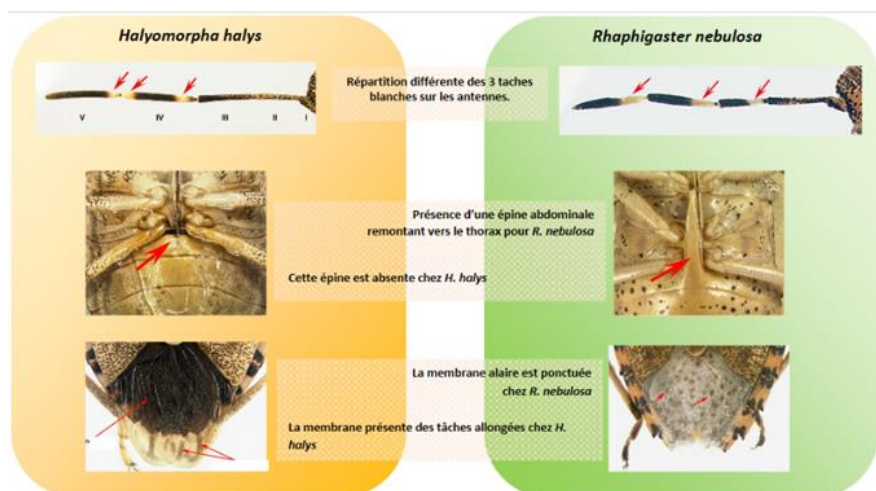 Halyomorpha halys
Rhaphigaster nebulosa
Répartition différente des 3 taches
blanches sur les antennes.
V IV III II I
Présence d'une épine abdominale
remontant vers le thorax pour R. nebulosa
Cette épine est absente chez H. halys
La membrane alaire est ponctuée
chez R. nebulosa
La membrane présente des tâches allongées chez H.
halys